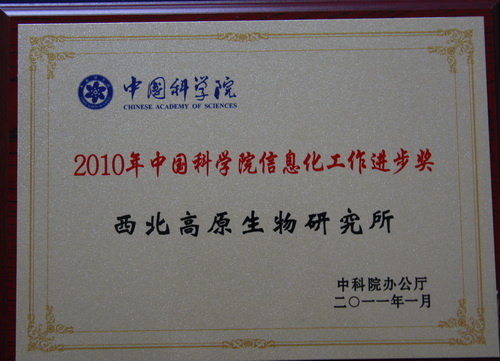 中国科学院
CHINESE ACADEMY OF SCIENCES
2010年中国科学院信息化工作进步奖
西北高原生物研究所
中科院办公厅
二〇一一年一月